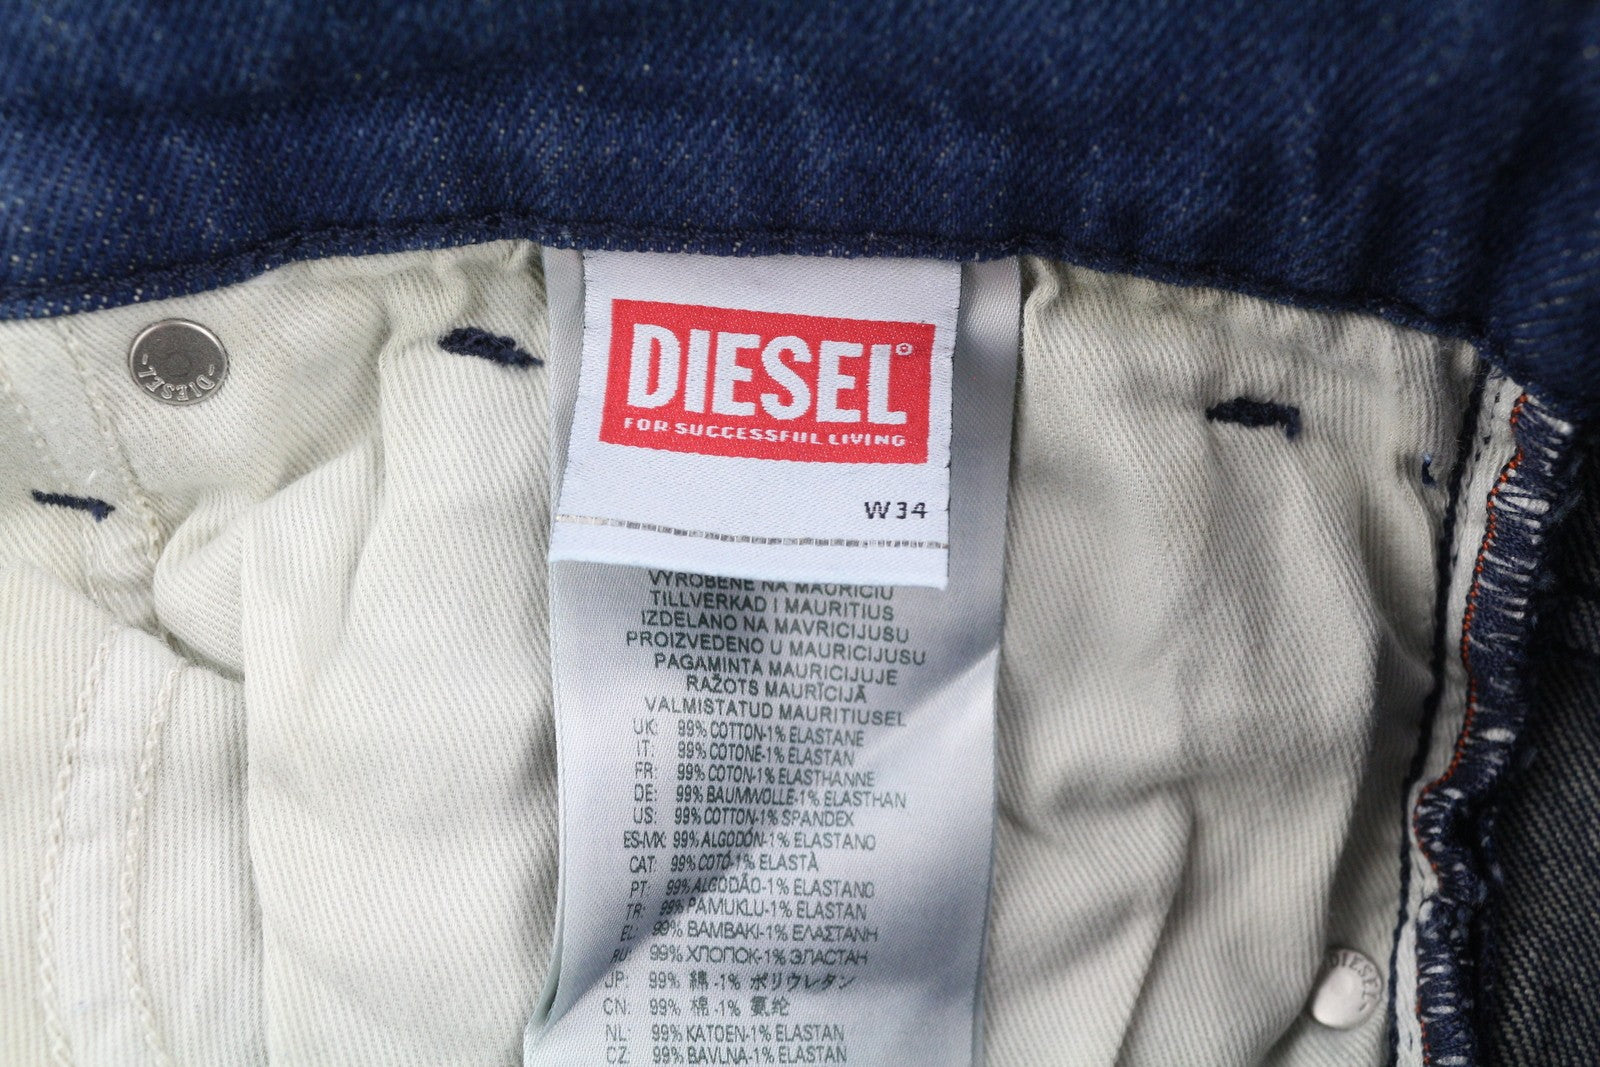 DIESEL®
FOR SUCCESSFUL LIVING
W34
VYROBENE NA MAURICIU
TILLVERKAD I MAURITIUS
IZDELANO NA MAVRICIJUSU
PROIZVEDENO U MAURICIJUSU
PAGAMINTA MAURICIJUJE
RAŽOTS MAURĪCIJĀ
VALMISTATUD MAURITIUSEL
UK: 99% COTTON-1% ELASTANE
IT: 99% COTONE-1% ELASTAN
FR: 99% COTON-1% ELASTHANNE
DE: 99% BAUMWOLLE-1% ELASTHAN
US: 99% COTTON-1% SPANDEX
ES-MX: 99% ALGODÓN-1% ELASTANO
CAT: 99% COTÓ-1% ELASTÀ
PT: 99% ALGODÃO-1% ELASTANO
TR: 99% PAMUKLU-1% ELASTAN
EL: 99% ΒΑΜΒΑΚΙ-1% ΕΛΑΣΤΑΝΗ
RU: 99% ХЛОПОК-1% ЭЛАСТАН
JP: 99% 綿 -1% ポリウレタン
CN: 99% 棉 -1% 氨纶
NL: 99% KATOEN-1% ELASTAN
CZ: 99% BAVLNA-1% ELASTAN
-DIESEL-
DIESEL